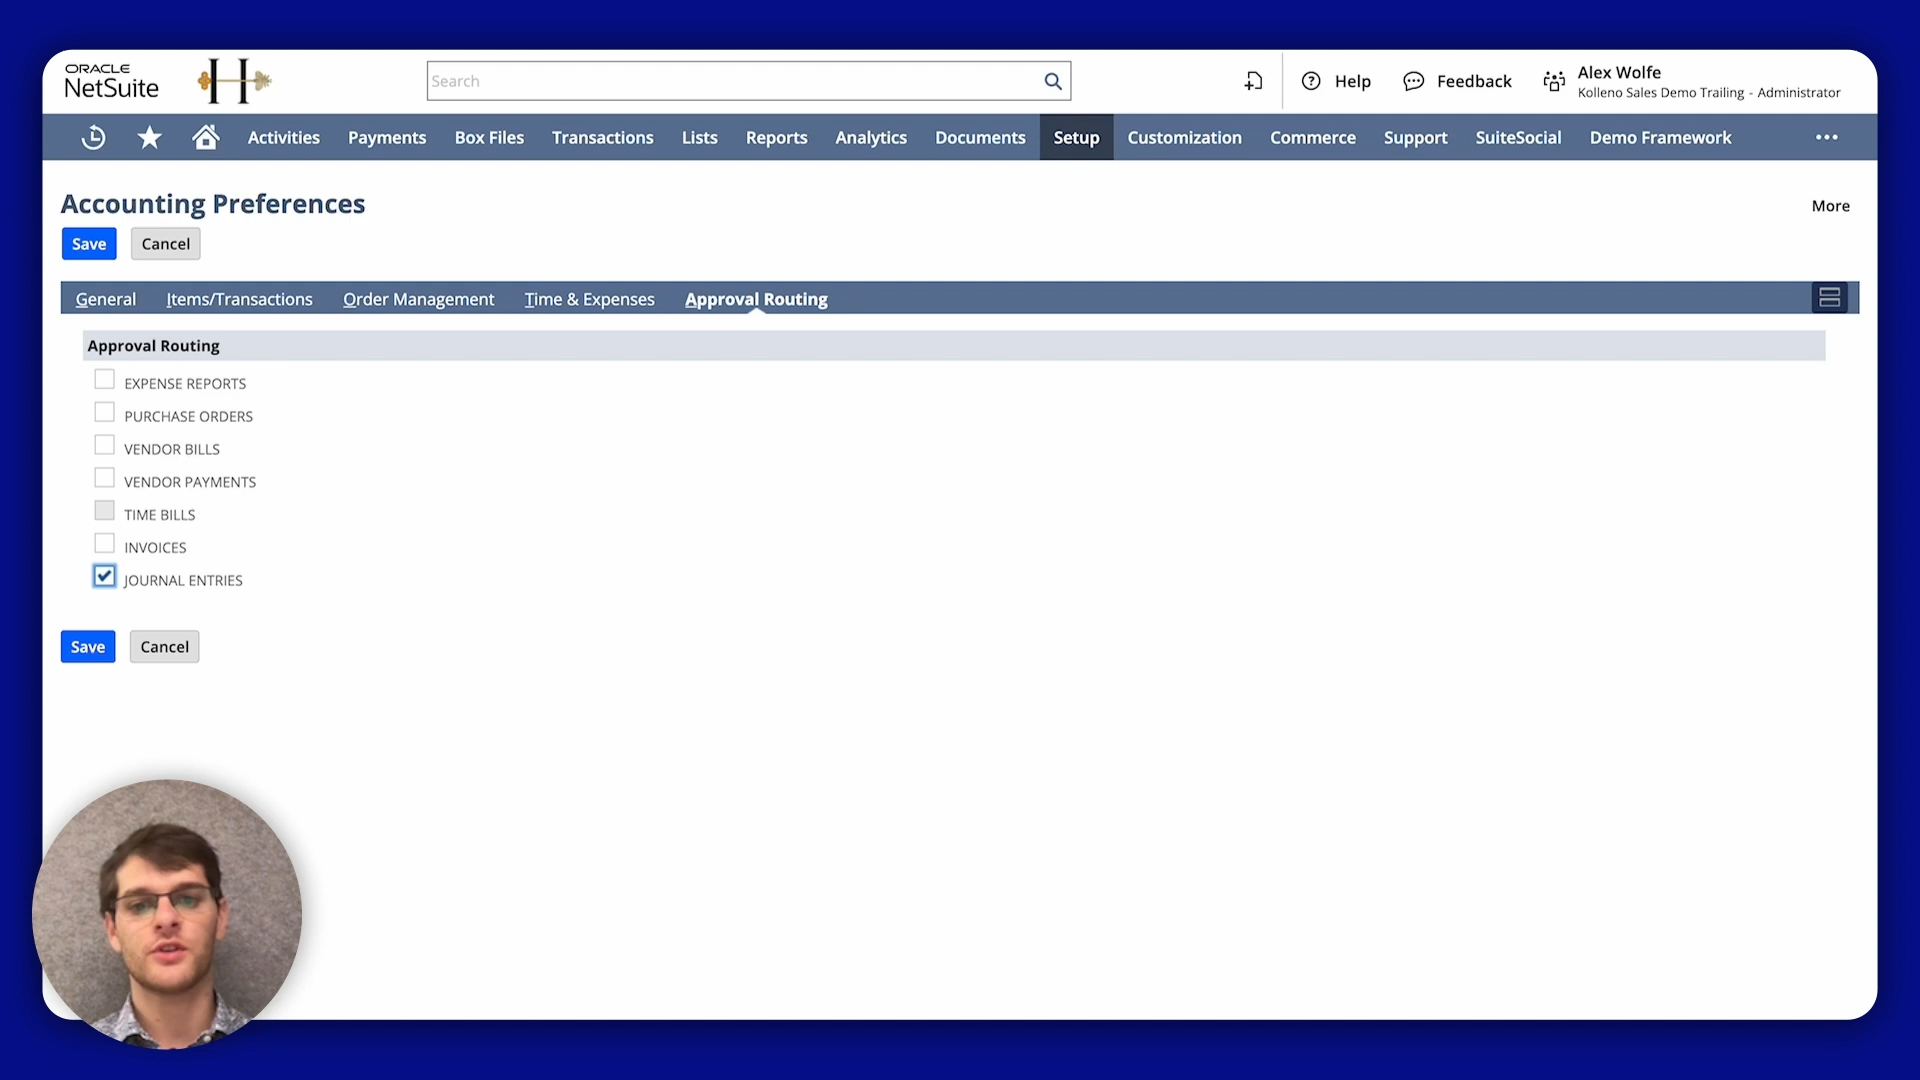 ORACLE
NetSuite
H
Search
Help
Feedback
Alex Wolfe
Kolleno Sales Demo Trailing - Administrator
Activities
Payments
Box Files
Transactions
Lists
Reports
Analytics
Documents
Setup
Customization
Commerce
Support
SuiteSocial
Demo Framework
Accounting Preferences
More
Save
Cancel
General
Items/Transactions
Order Management
Time & Expenses
Approval Routing
Approval Routing
EXPENSE REPORTS
PURCHASE ORDERS
VENDOR BILLS
VENDOR PAYMENTS
TIME BILLS
INVOICES
JOURNAL ENTRIES
Save
Cancel